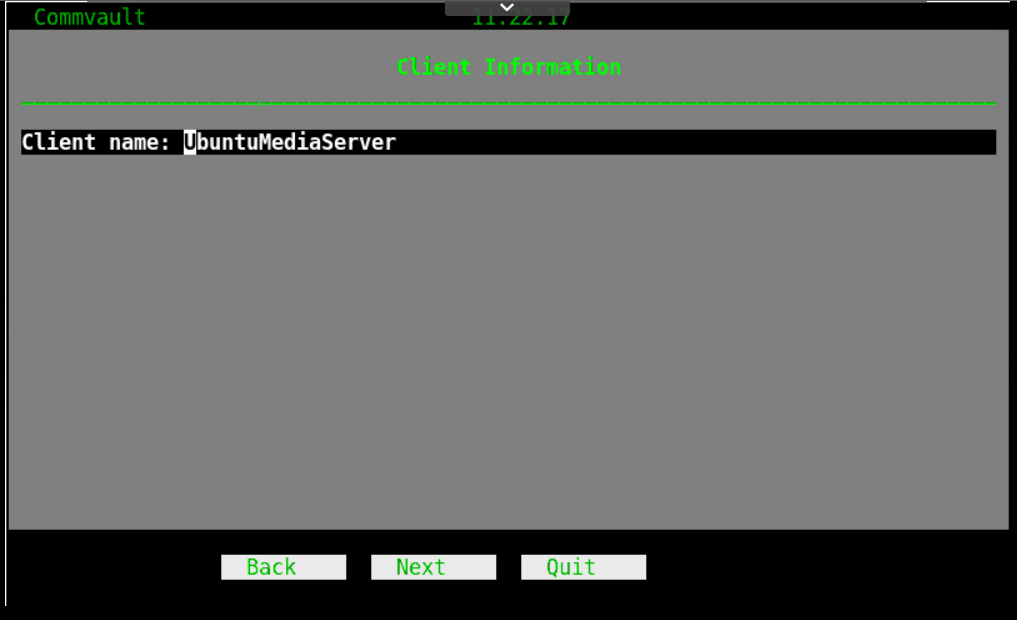 Commvault 11.22.17
Client Information
Client name: UbuntuMediaServer
Back Next Quit